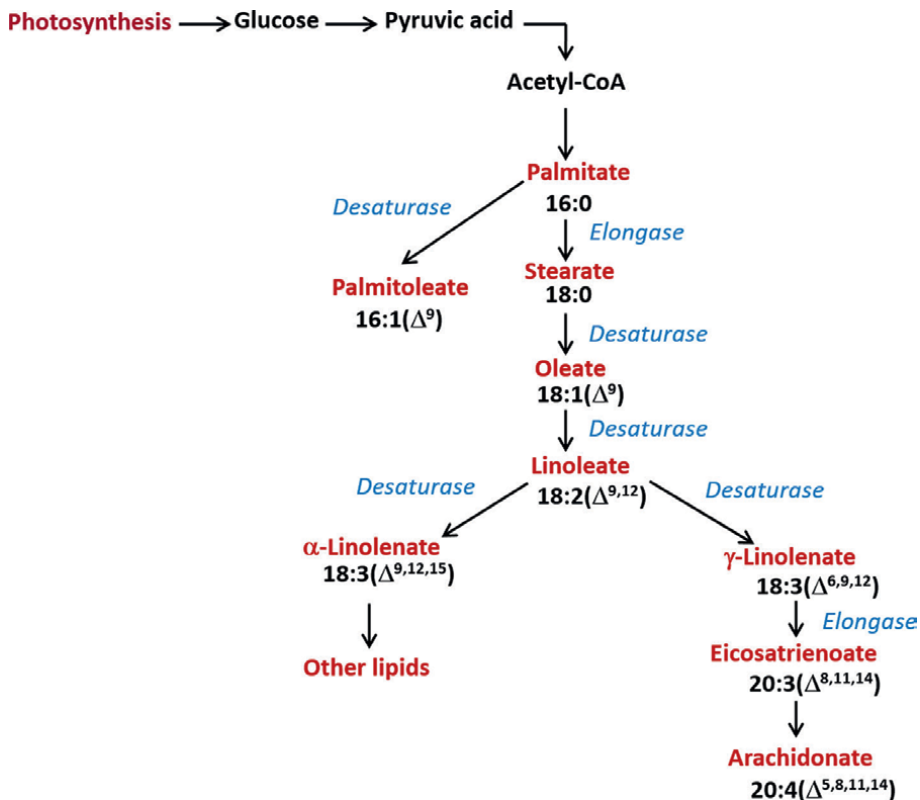 Photosynthesis Glucose Pyruvic acid
Acetyl-CoA
Palmitate
16:0
Desaturase
Elongase
Palmitoleate
16:1(Δ⁹)
Stearate
18:0
Desaturase
Oleate
18:1(Δ⁹)
Desaturase
Linoleate
18:2(Δ⁹,¹²)
Desaturase
Desaturase
α-Linolenate
18:3(Δ⁹,¹²,¹⁵)
Other lipids
γ-Linolenate
18:3(Δ⁶,⁹,¹²)
Elongase
Eicosatrienoate
20:3(Δ⁸,¹¹,¹⁴)
Arachidonate
20:4(Δ⁵,⁸,¹¹,¹⁴)